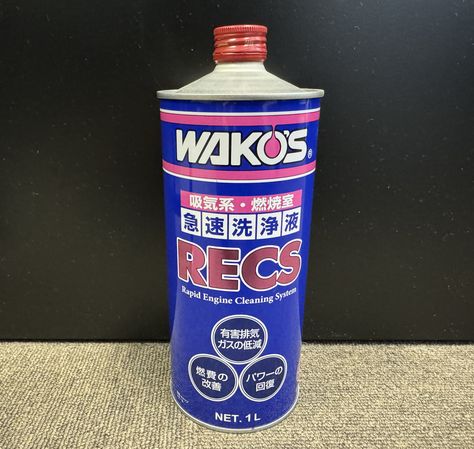 WAKO'S®
吸気系・燃焼室
急速洗浄液
RECS
Rapid Engine Cleaning System
有害排気
ガスの低減
燃費の
改善
パワーの
回復
NET. 1 L